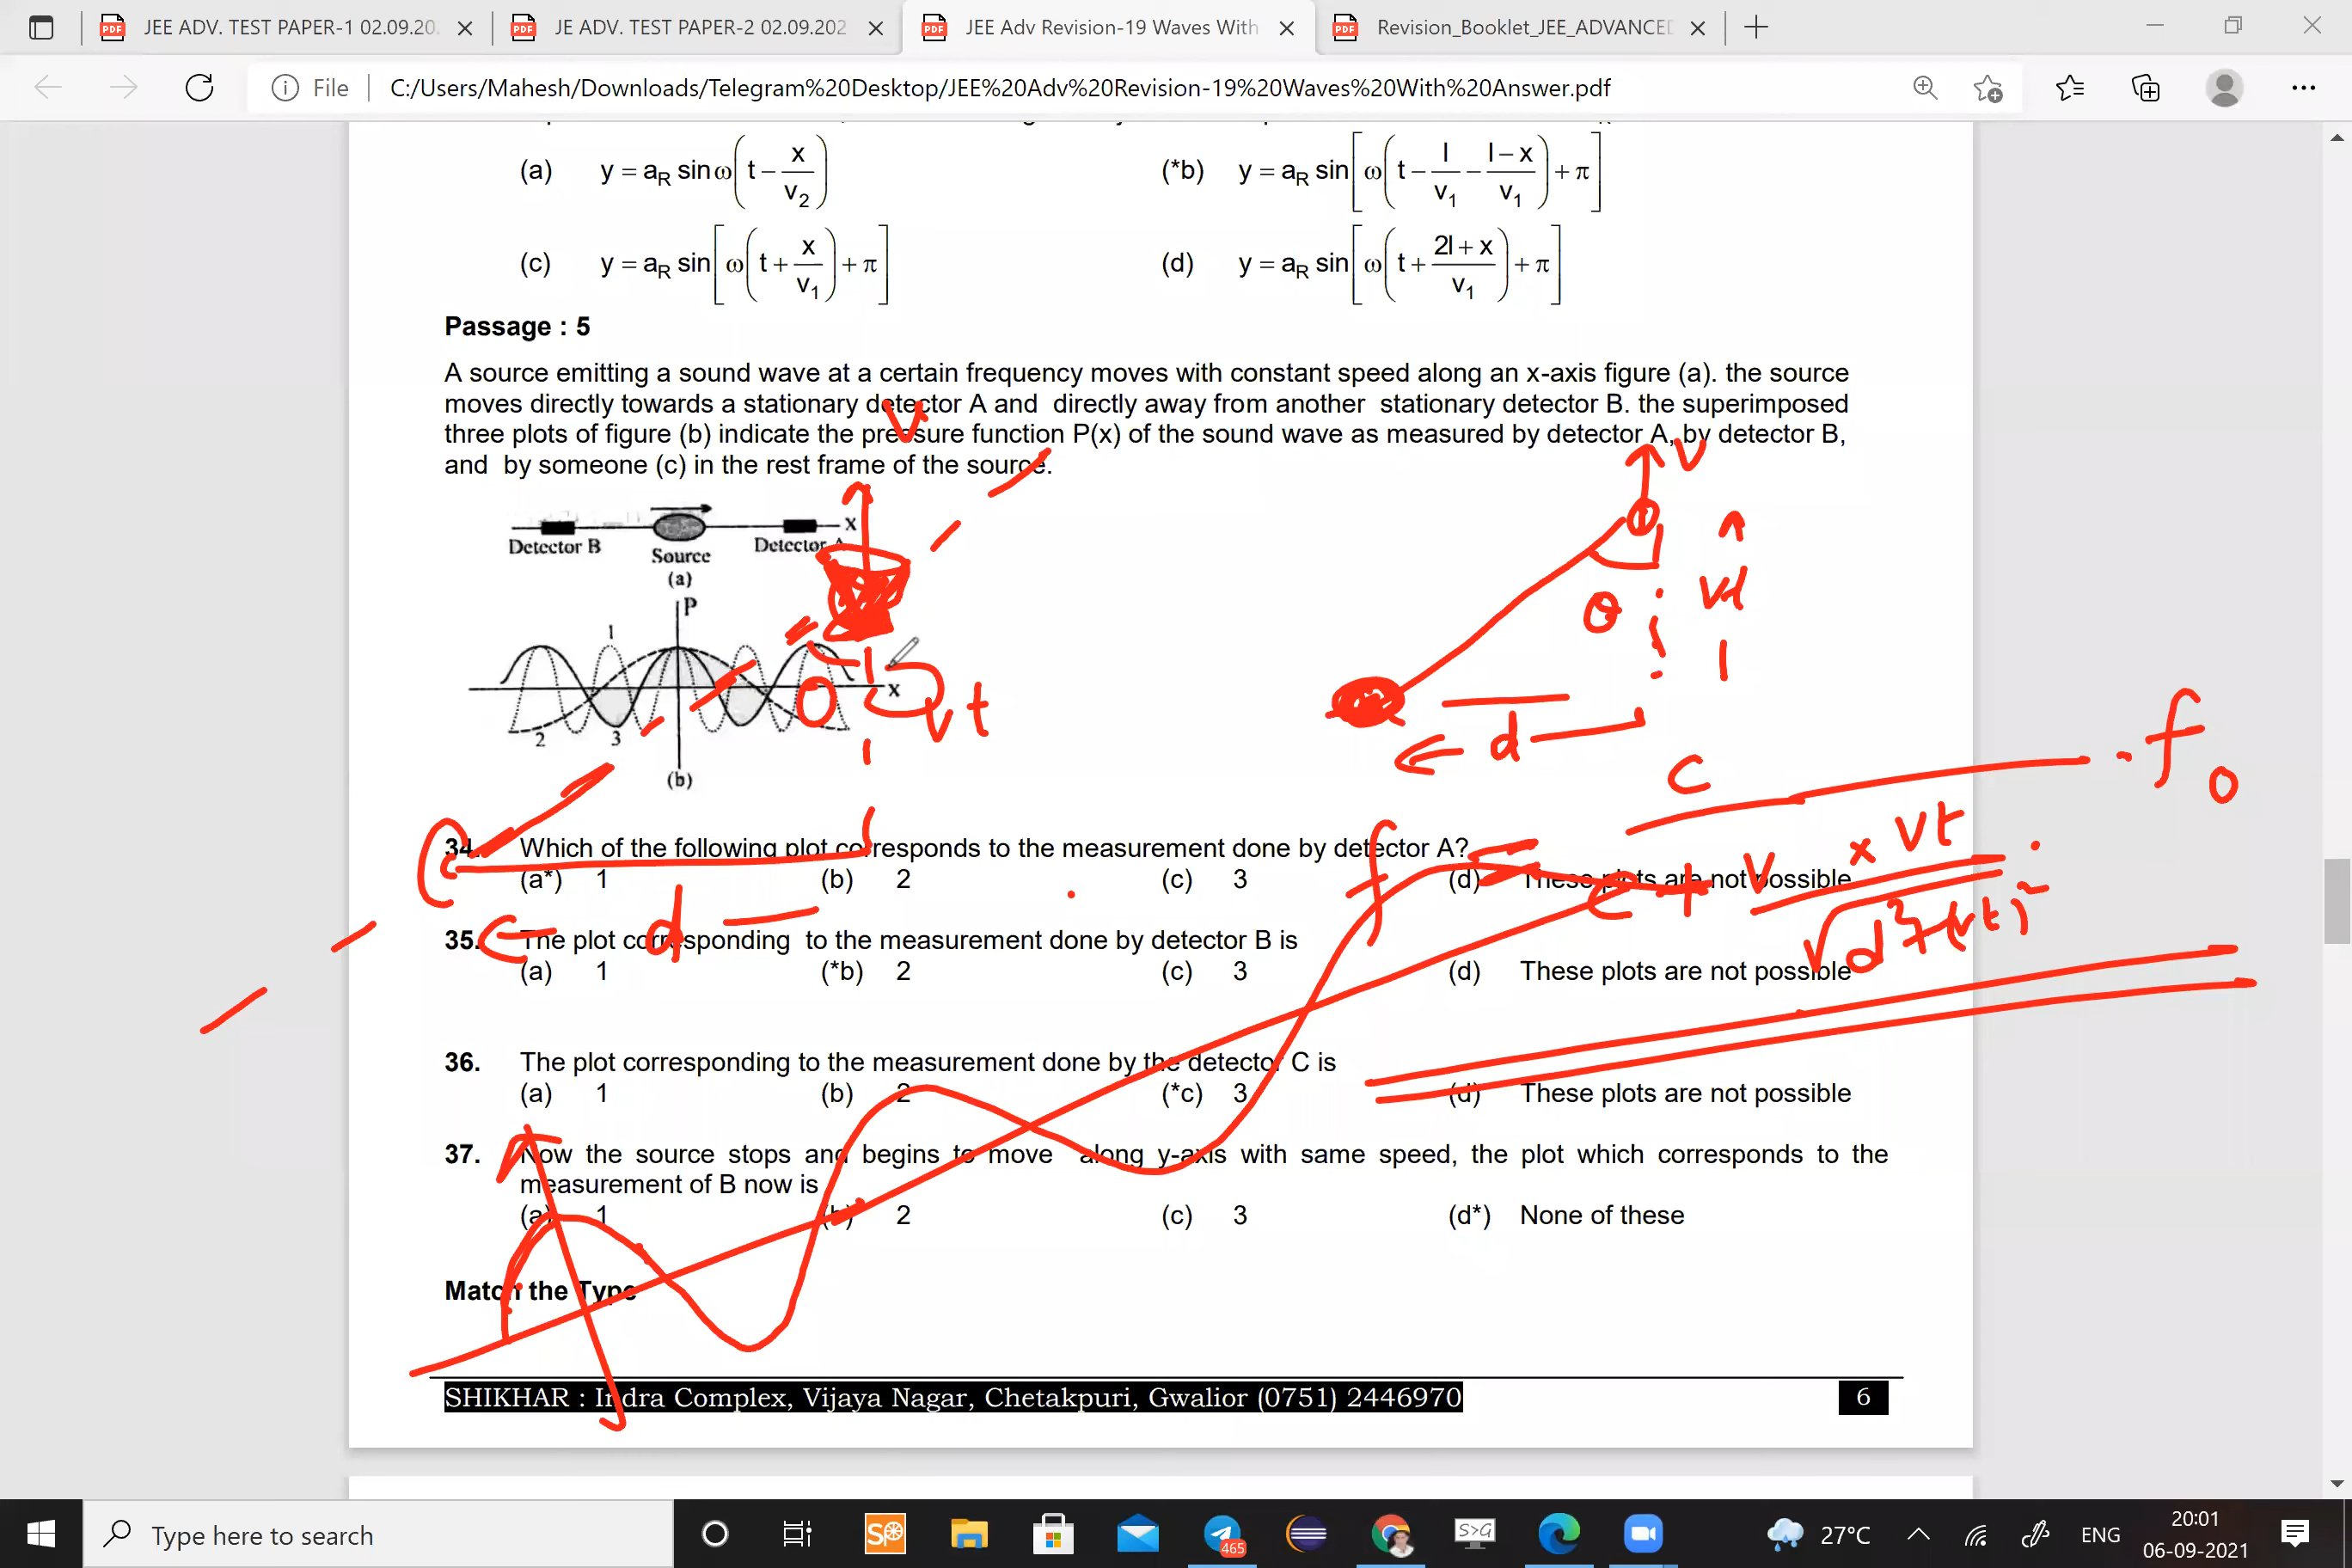 JEE ADV. TEST PAPER-1 02.09.20
JE ADV. TEST PAPER-2 02.09.202
JEE Adv Revision-19 Waves With
Revision_Booklet_JEE_ADVANCED
File
C:/Users/Mahesh/Downloads/Telegram%20Desktop/JEE%20Adv%20Revision-19%20Waves%20With%20Answer.pdf
(a) y = a_R sin ω(t − x/v₂) (*b) y = a_R sin[ω(t − l/v₁ − l−x/v₁) + π]
(c) y = a_R sin[ω(t + x/v₁) + π] (d) y = a_R sin[ω(t + 2l+x/v₁) + π]
Passage : 5
A source emitting a sound wave at a certain frequency moves with constant speed along an x-axis figure (a). the source
moves directly towards a stationary detector A and directly away from another stationary detector B. the superimposed
three plots of figure (b) indicate the pressure function P(x) of the sound wave as measured by detector A, by detector B,
and by someone (c) in the rest frame of the source.
V
V
x
Detector B Source Detector A
(a)
P
1
x
2 3
(b)
vt
d
θ
vt
d
C
f₀
34. Which of the following plot corresponds to the measurement done by detector A?
(a*) 1 (b) 2 (c) 3 (d) These plots are not possible
f = C + V x vt
√d²+(vt)²
d
35. The plot corresponding to the measurement done by detector B is
(a) 1 (*b) 2 (c) 3 (d) These plots are not possible
36. The plot corresponding to the measurement done by the detector C is
(a) 1 (b) 2 (*c) 3 (d) These plots are not possible
37. Now the source stops and begins to move along y-axis with same speed, the plot which corresponds to the
measurement of B now is
(a) 1 (b) 2 (c) 3 (d*) None of these
Match the Type
SHIKHAR : Indra Complex, Vijaya Nagar, Chetakpuri, Gwalior (0751) 2446970
6
Type here to search
465
S>G
27°C
ENG
20:01
06-09-2021